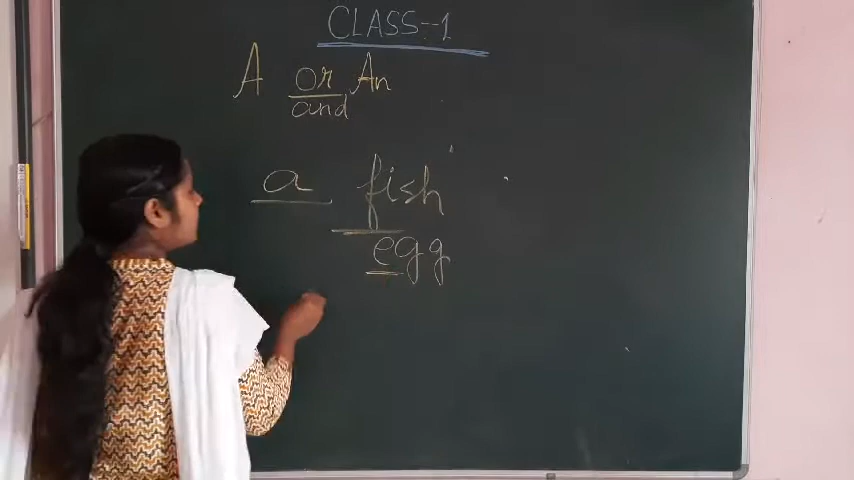 CLASS-1
A or An
and
a fish
egg